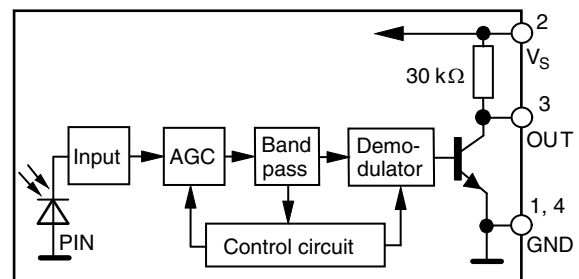 2
V_S
30 kΩ
3
OUT
Input
AGC
Band
pass
Demo-
dulator
1, 4
GND
PIN
Control circuit